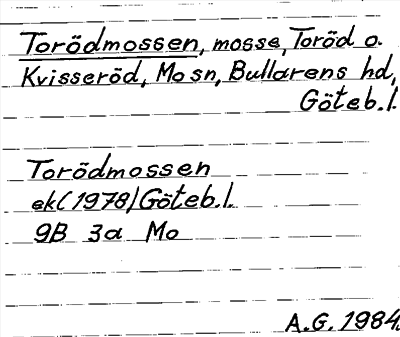 Torödmossen, mosse, Toröd o.
Kvisseröd, Mo sn, Bullarens hd,
Göteb.l.
Torödmossen
ek(1978)Göteb.l.
9B 3a Mo
A.G. 1984.